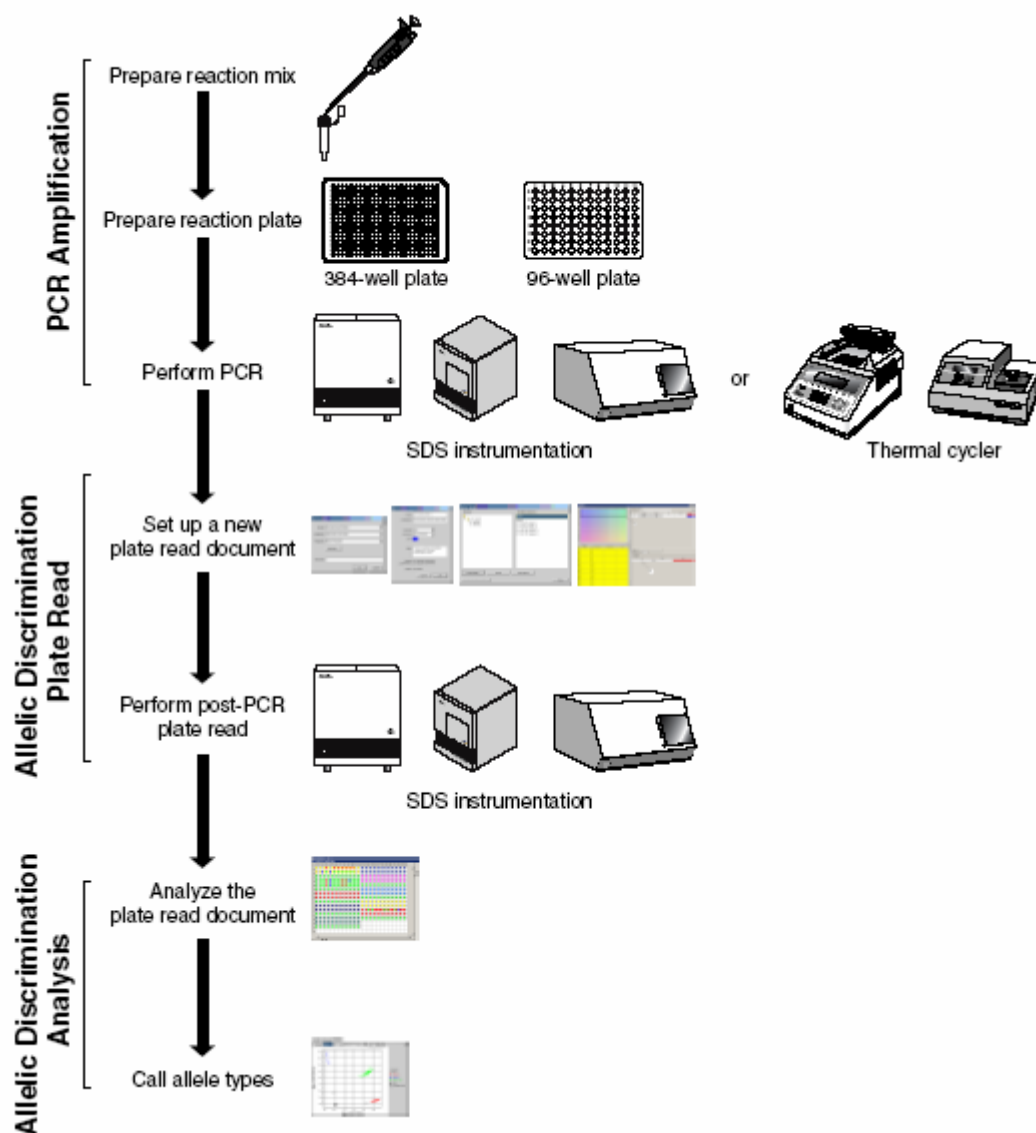 PCR Amplification
Prepare reaction mix
Prepare reaction plate
384-well plate
96-well plate
Perform PCR
or
SDS instrumentation
Thermal cycler
Allelic Discrimination
Plate Read
Set up a new
plate read document
Perform post-PCR
plate read
SDS instrumentation
Allelic Discrimination
Analysis
Analyze the
plate read document
Call allele types